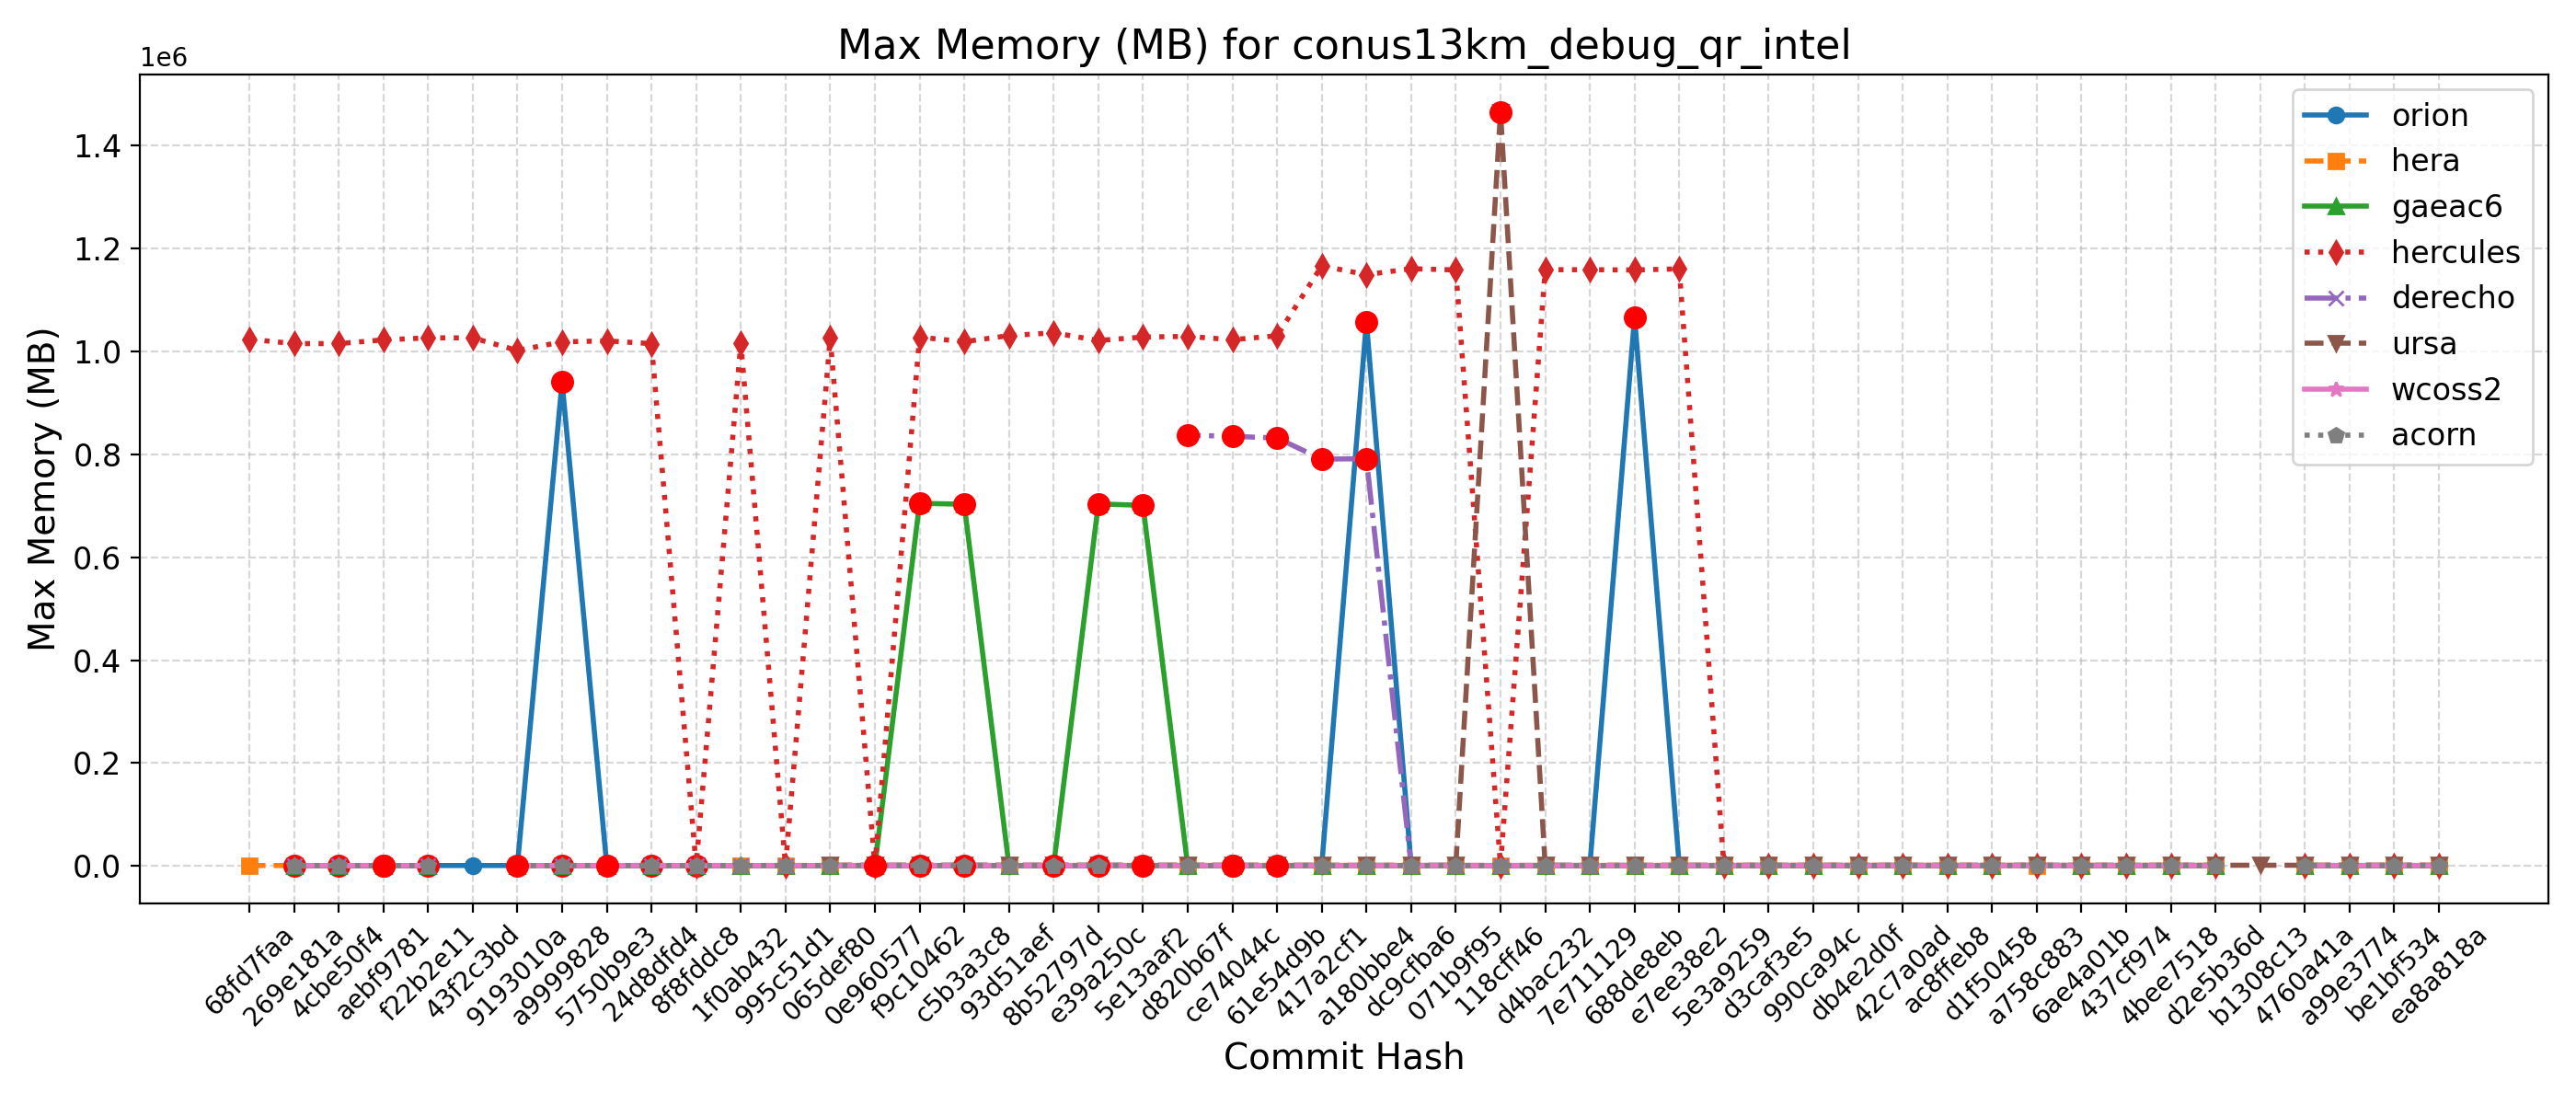 Max Memory (MB) for conus13km_debug_qr_intel
1e6
1.4
1.2
1.0
0.8
0.6
0.4
0.2
0.0
Max Memory (MB)
orion
hera
gaeac6
hercules
derecho
ursa
wcoss2
acorn
68fd7faa
269e181a
4cbe50f4
aebf9781
f22b2e11
43f2c3bd
9193010a
a9999828
5750b9e3
24d8dfd4
8f8fddc8
1f0ab432
995c51d1
065def80
0e960577
f9c10462
c5b3a3c8
93d51aef
8b52797d
e39a250c
5e13aaf2
d820b67f
ce74044c
61e54d9b
417a2cf1
a180bbe4
dc9cfba6
071b9f95
118cff46
d4bac232
7e711129
688de8eb
e7ee38e2
5e3a9259
d3caf3e5
990ca94c
db4e2d0f
42c7a0ad
ac8ffeb8
d1f50458
a758c883
6ae4a01b
437cf974
4bee7518
d2e5b36d
b1308c13
4760a41a
a99e3774
be1bf534
ea8a818a
Commit Hash